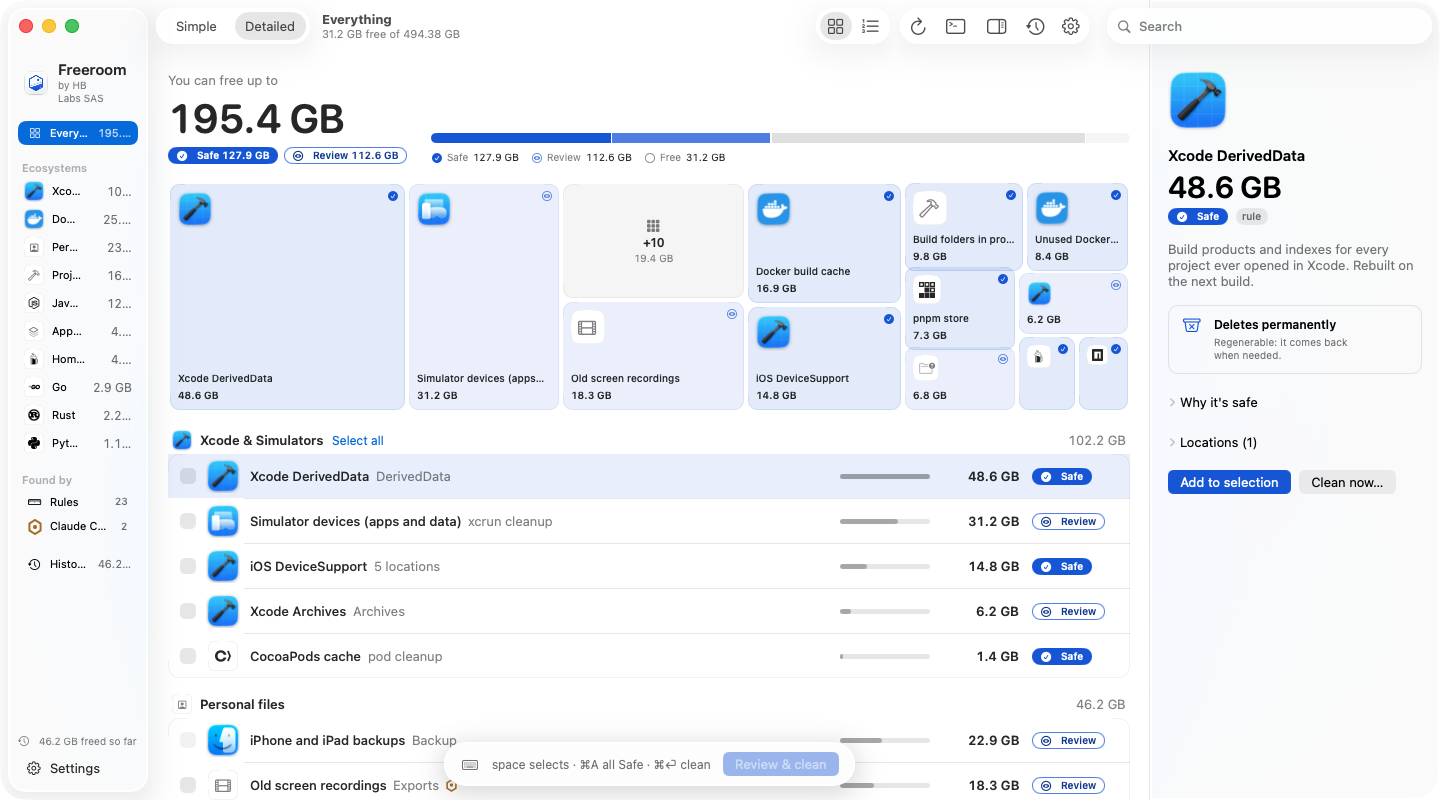 Freeroom
by HB
Labs SAS
Every... 195....
Ecosystems
Xco... 10...
Do... 25....
Per... 23...
Proj... 16...
Jav... 12...
App... 4....
Hom... 4....
Go 2.9 GB
Rust 2.2...
Pyt... 1.1...
Found by
Rules 23
Claude C... 2
Histo... 46.2...
46.2 GB freed so far
Settings
Simple Detailed
Everything
31.2 GB free of 494.38 GB
Search
You can free up to
195.4 GB
Safe 127.9 GB Review 112.6 GB
Safe 127.9 GB Review 112.6 GB Free 31.2 GB
Xcode DerivedData
48.6 GB
Simulator devices (apps...
31.2 GB
+10
19.4 GB
Old screen recordings
18.3 GB
Docker build cache
16.9 GB
iOS DeviceSupport
14.8 GB
Build folders in pro...
9.8 GB
Unused Docker...
8.4 GB
pnpm store
7.3 GB
6.2 GB
6.8 GB
Xcode & Simulators Select all 102.2 GB
Xcode DerivedData DerivedData 48.6 GB Safe
Simulator devices (apps and data) xcrun cleanup 31.2 GB Review
iOS DeviceSupport 5 locations 14.8 GB Safe
Xcode Archives Archives 6.2 GB Review
CocoaPods cache pod cleanup 1.4 GB Safe
Personal files 46.2 GB
iPhone and iPad backups Backup 22.9 GB Review
space selects · ⌘A all Safe · ⌘⏎ clean Review & clean
Old screen recordings Exports 18.3 GB Review
Xcode DerivedData
48.6 GB
Safe rule
Build products and indexes for every
project ever opened in Xcode. Rebuilt on
the next build.
Deletes permanently
Regenerable: it comes back
when needed.
Why it's safe
Locations (1)
Add to selection Clean now...